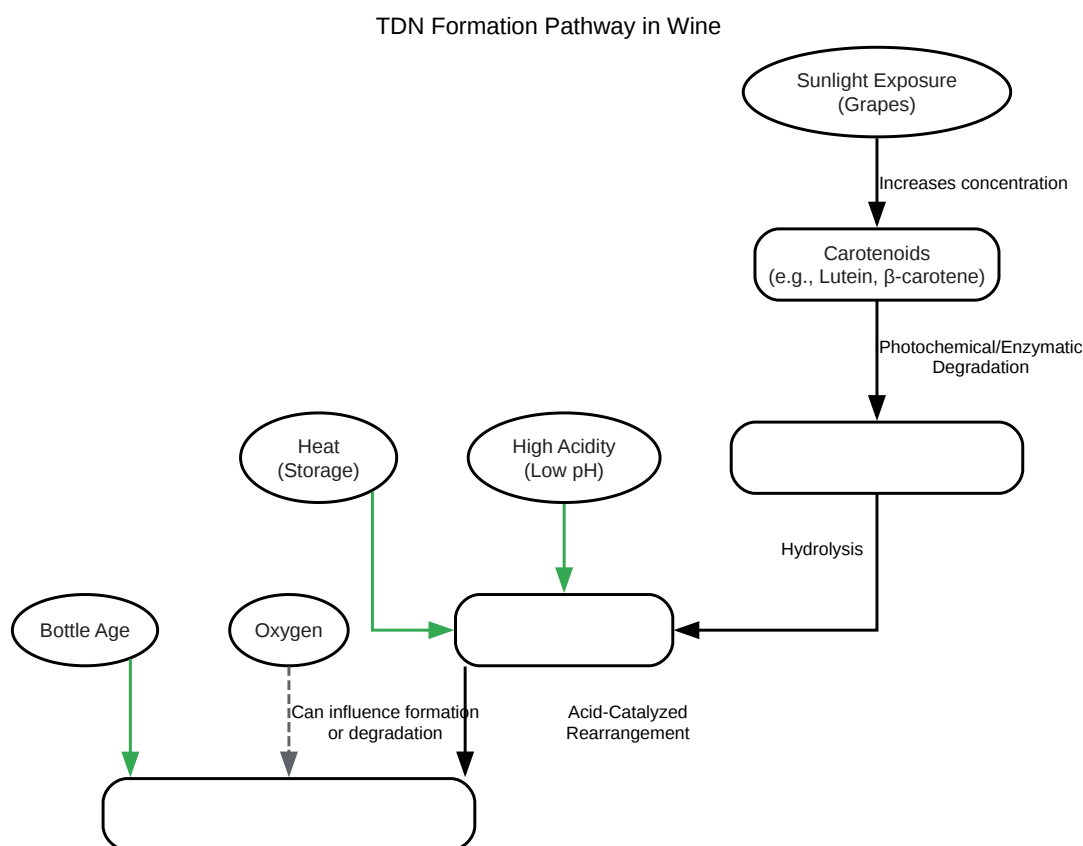 TDN Formation Pathway in Wine
Sunlight Exposure
(Grapes)
Increases concentration
Carotenoids
(e.g., Lutein, β-carotene)
Photochemical/Enzymatic
Degradation
Heat
(Storage)
High Acidity
(Low pH)
Hydrolysis
Bottle Age
Oxygen
Can influence formation
or degradation
Acid-Catalyzed
Rearrangement